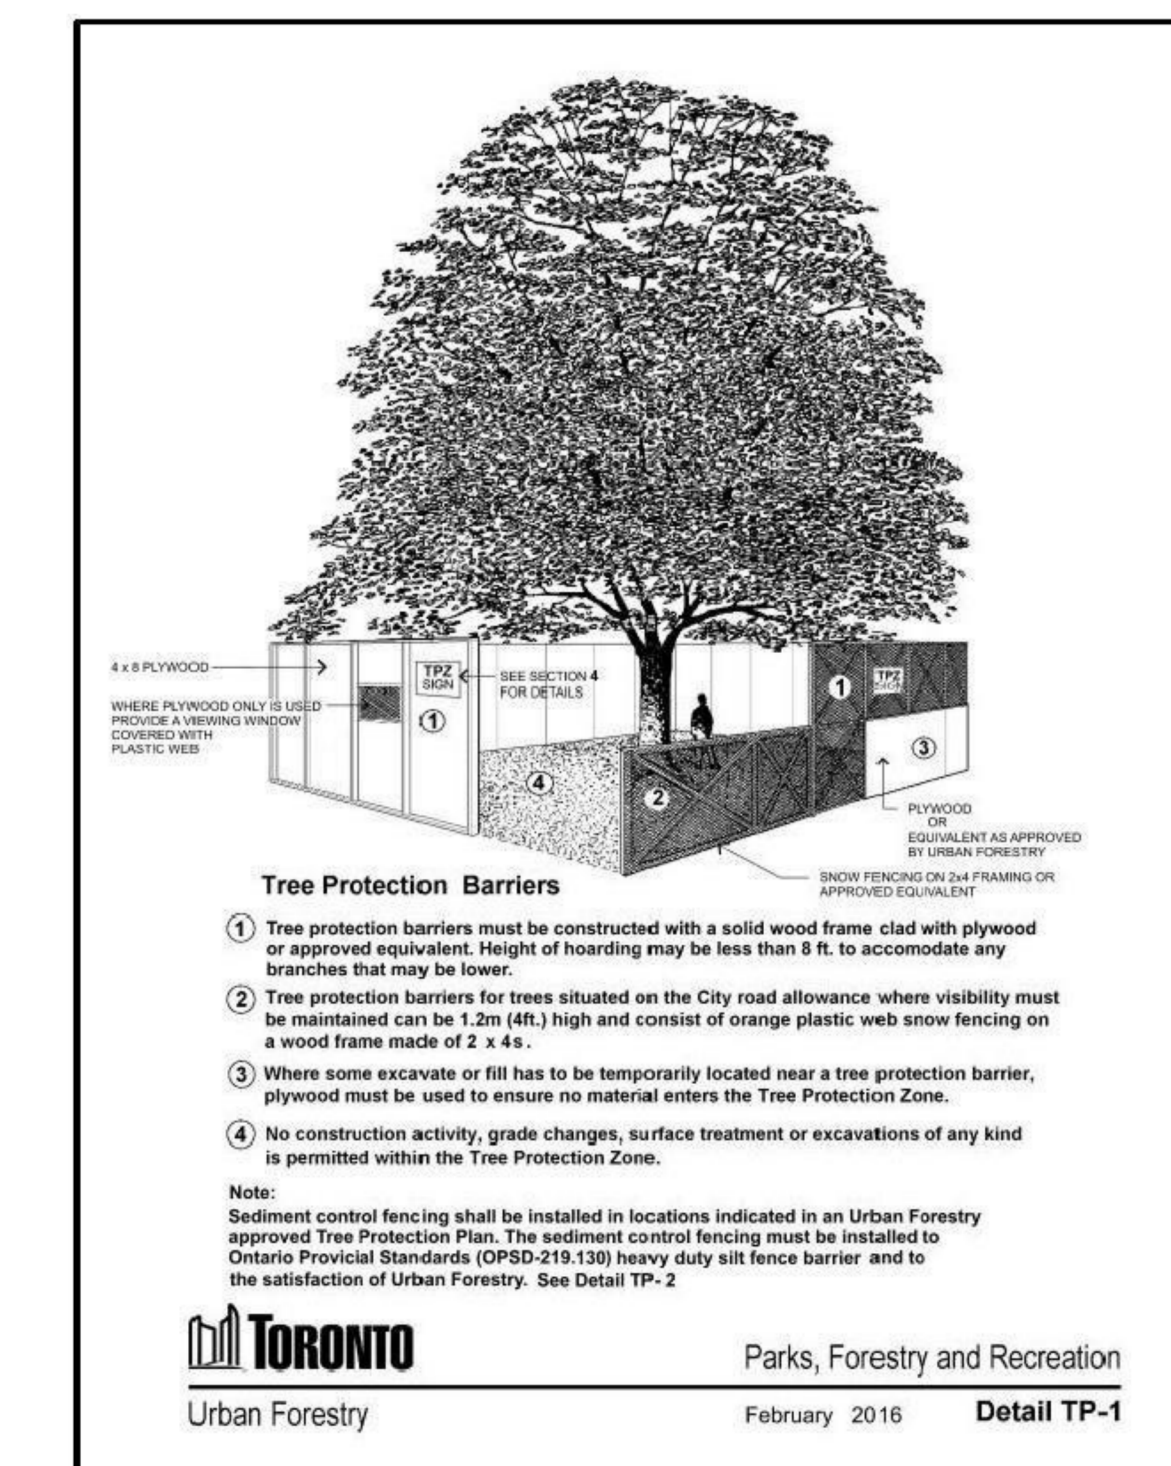 4 x 8 PLYWOOD
WHERE PLYWOOD ONLY IS USED
PROVIDE A VIEWING WINDOW
COVERED WITH
PLASTIC WEB
TPZ
SIGN
1
SEE SECTION 4
FOR DETAILS
4
2
1
TPZ
SIGN
3
PLYWOOD
OR
EQUIVALENT AS APPROVED
BY URBAN FORESTRY
SNOW FENCING ON 2x4 FRAMING OR
APPROVED EQUIVALENT
Tree Protection Barriers
1 Tree protection barriers must be constructed with a solid wood frame clad with plywood
or approved equivalent. Height of hoarding may be less than 8 ft. to accomodate any
branches that may be lower.
2 Tree protection barriers for trees situated on the City road allowance where visibility must
be maintained can be 1.2m (4ft.) high and consist of orange plastic web snow fencing on
a wood frame made of 2 x 4s.
3 Where some excavate or fill has to be temporarily located near a tree protection barrier,
plywood must be used to ensure no material enters the Tree Protection Zone.
4 No construction activity, grade changes, surface treatment or excavations of any kind
is permitted within the Tree Protection Zone.
Note:
Sediment control fencing shall be installed in locations indicated in an Urban Forestry
approved Tree Protection Plan. The sediment control fencing must be installed to
Ontario Provicial Standards (OPSD-219.130) heavy duty silt fence barrier and to
the satisfaction of Urban Forestry. See Detail TP- 2
TORONTO
Parks, Forestry and Recreation
Urban Forestry
February 2016
Detail TP-1